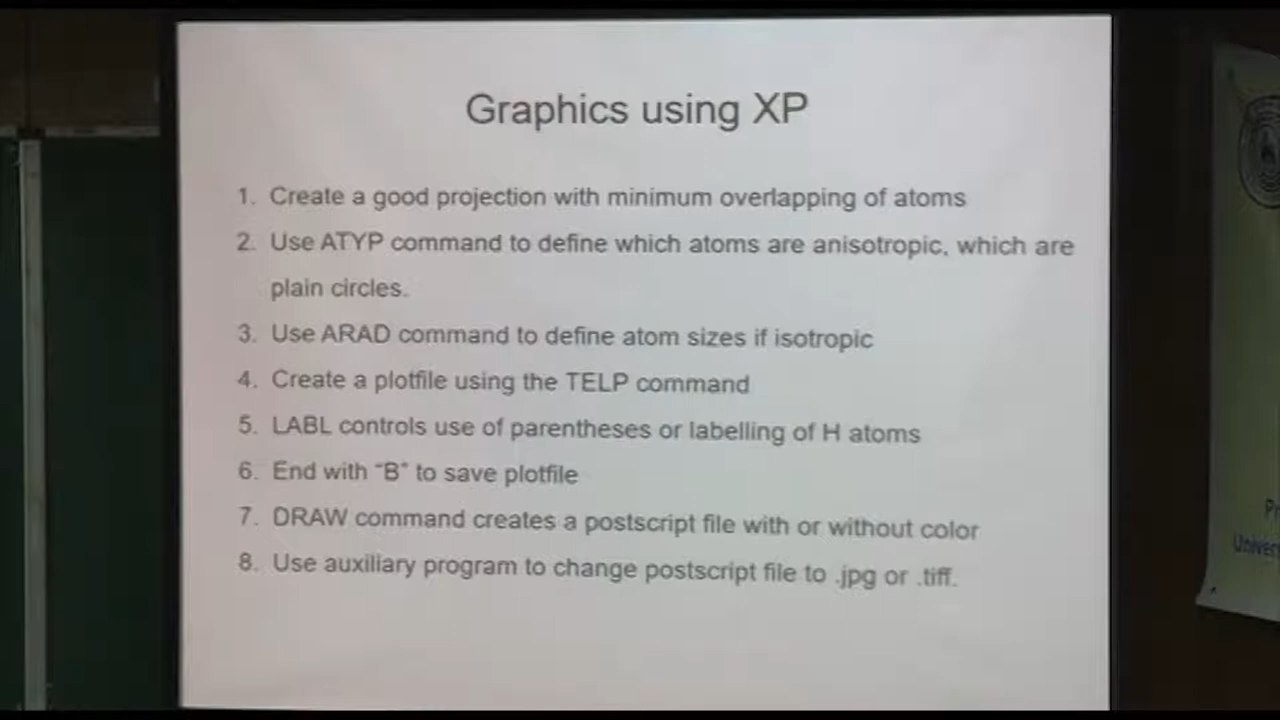 Graphics using XP
1. Create a good projection with minimum overlapping of atoms
2. Use ATYP command to define which atoms are anisotropic, which are
plain circles.
3. Use ARAD command to define atom sizes if isotropic
4. Create a plotfile using the TELP command
5. LABL controls use of parentheses or labelling of H atoms
6. End with "B" to save plotfile
7. DRAW command creates a postscript file with or without color
8. Use auxiliary program to change postscript file to .jpg or .tiff.